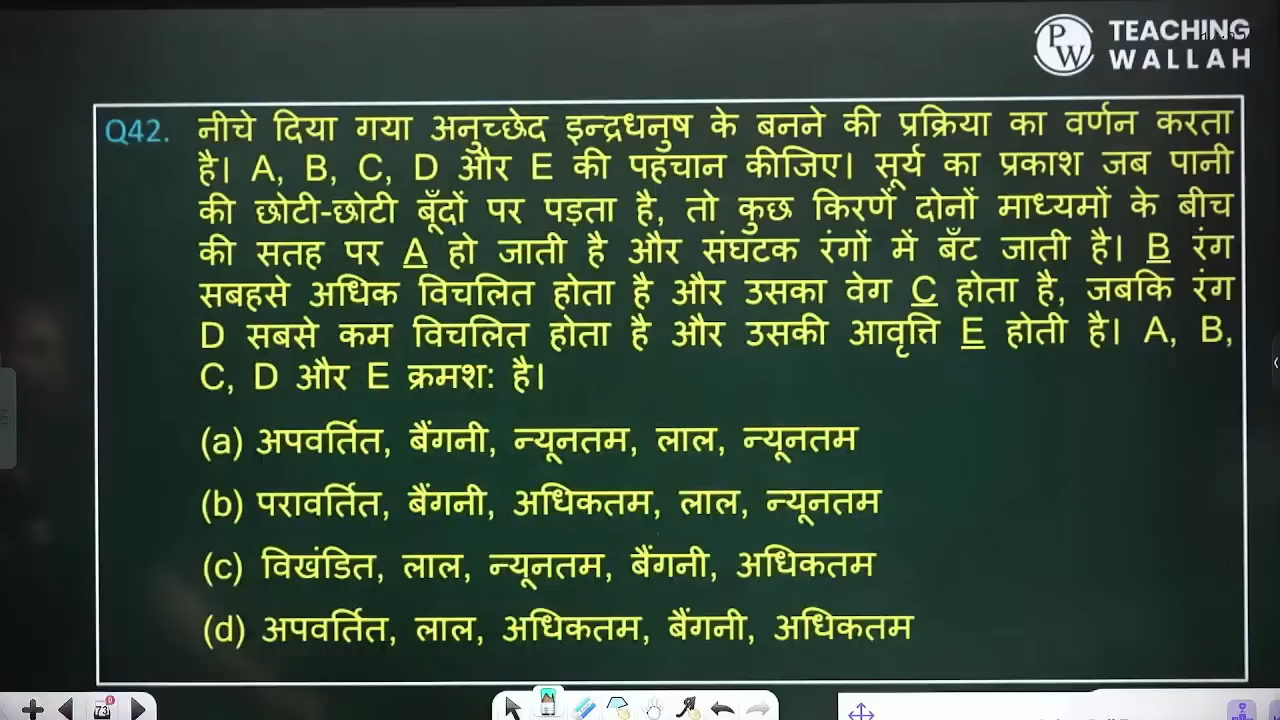 PW
TEACHING
WALLAH
Q42. नीचे दिया गया अनुच्छेद इन्द्रधनुष के बनने की प्रक्रिया का वर्णन करता
है। A, B, C, D और E की पहचान कीजिए। सूर्य का प्रकाश जब पानी
की छोटी-छोटी बूँदों पर पड़ता है, तो कुछ किरणें दोनों माध्यमों के बीच
की सतह पर A हो जाती है और संघटक रंगों में बँट जाती है। B रंग
सबहसे अधिक विचलित होता है और उसका वेग C होता है, जबकि रंग
D सबसे कम विचलित होता है और उसकी आवृत्ति E होती है। A, B,
C, D और E क्रमश: है।
(a) अपवर्तित, बैंगनी, न्यूनतम, लाल, न्यूनतम
(b) परावर्तित, बैंगनी, अधिकतम, लाल, न्यूनतम
(c) विखंडित, लाल, न्यूनतम, बैंगनी, अधिकतम
(d) अपवर्तित, लाल, अधिकतम, बैंगनी, अधिकतम
73